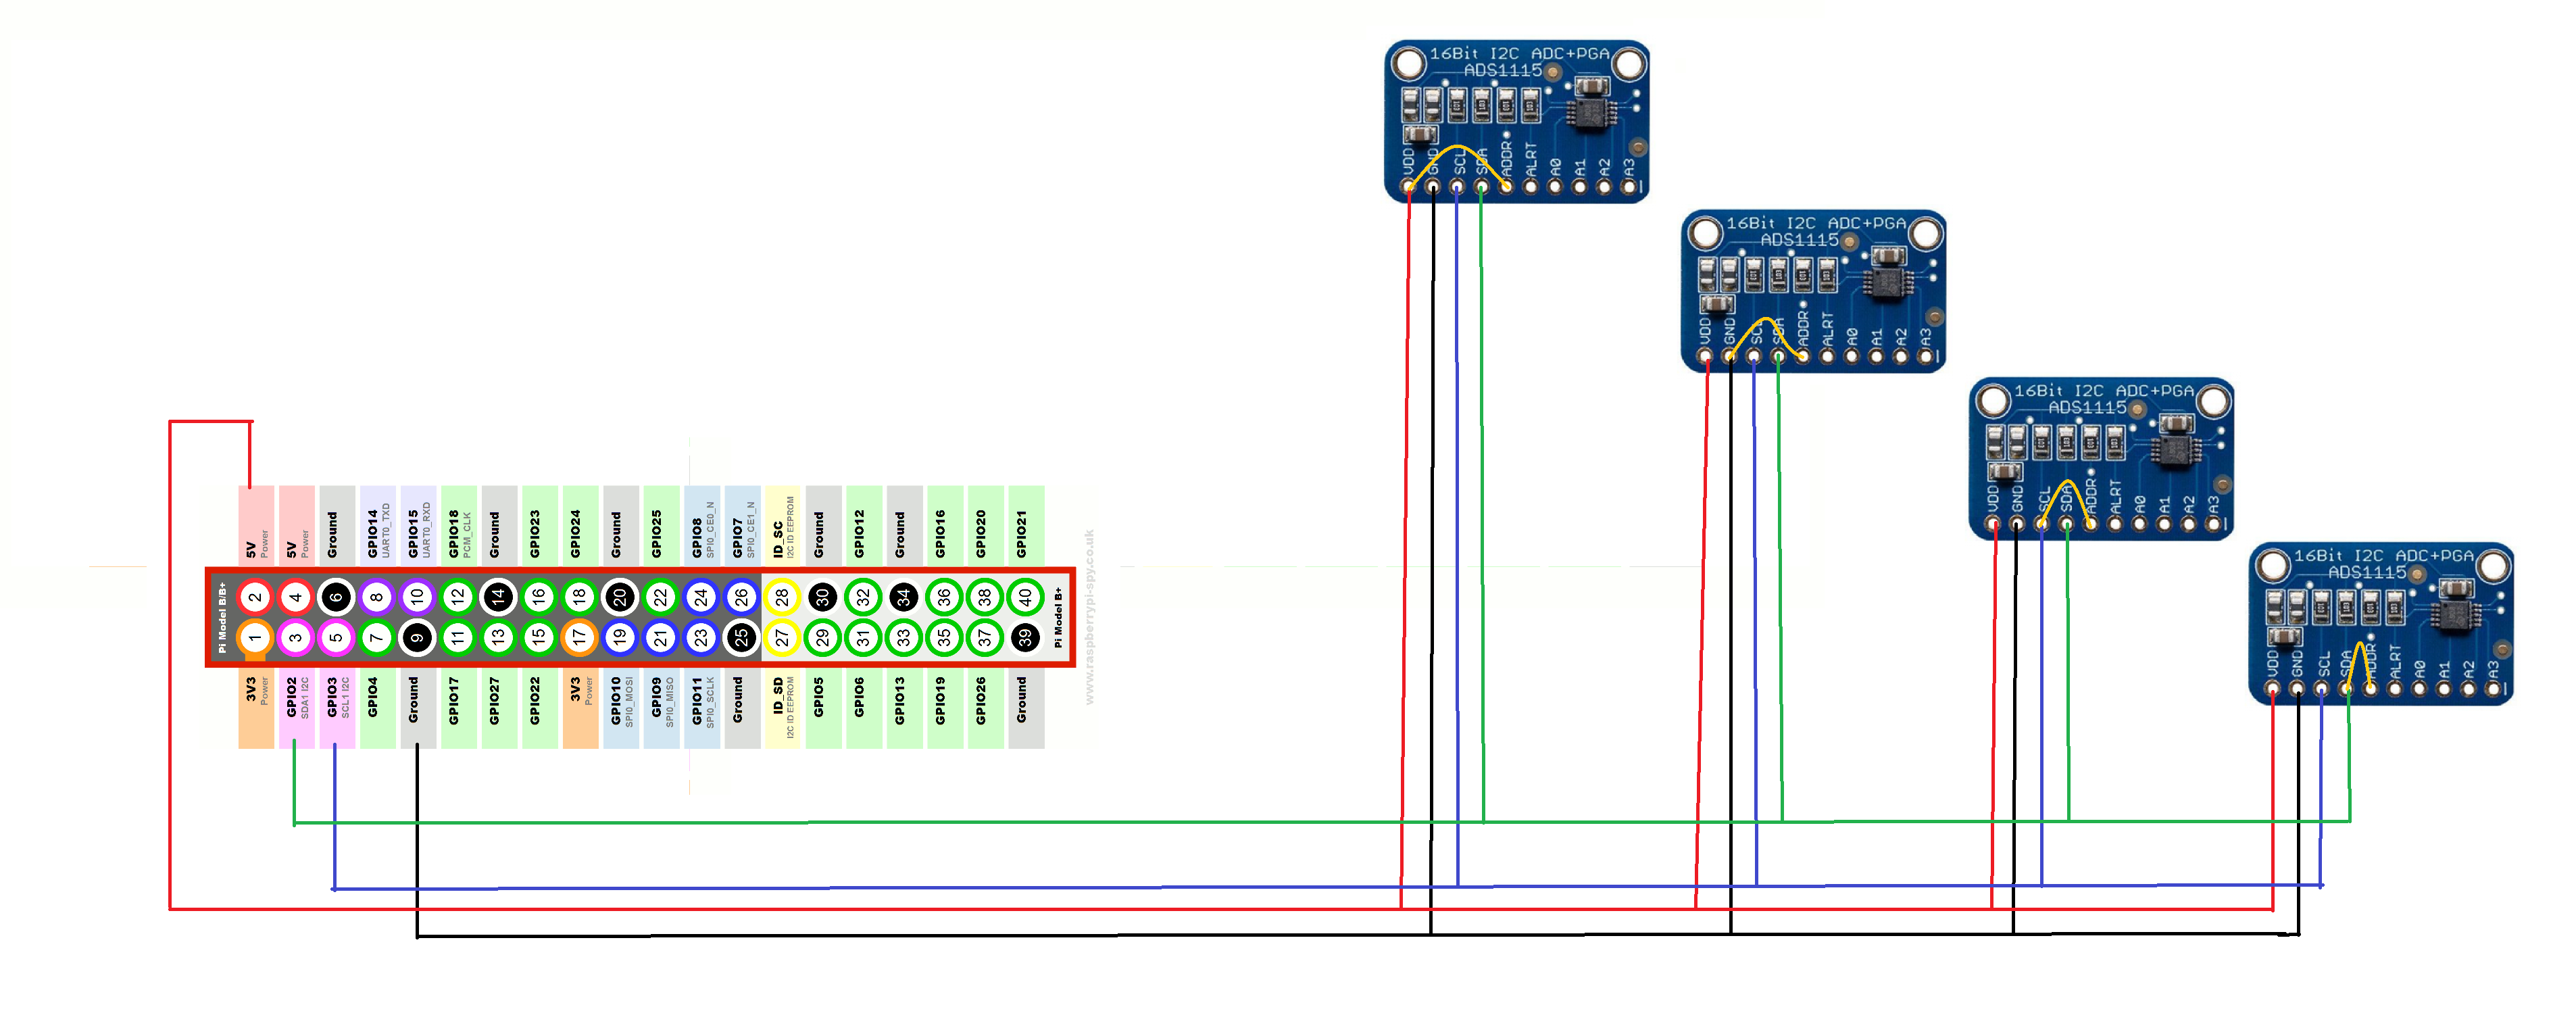 16Bit I2C ADC+PGA
ADS1115
VDD
GND
SCL
SDA
ADDR
ALRT
A0
A1
A2
A3
16Bit I2C ADC+PGA
ADS1115
VDD
GND
SCL
SDA
ADDR
ALRT
A0
A1
A2
A3
16Bit I2C ADC+PGA
ADS1115
VDD
GND
SCL
SDA
ADDR
ALRT
A0
A1
A2
A3
16Bit I2C ADC+PGA
ADS1115
VDD
GND
SCL
SDA
ADDR
ALRT
A0
A1
A2
A3
5V
Power
5V
Power
Ground
GPIO14
UART0_TXD
GPIO15
UART0_RXD
GPIO18
PCM_CLK
Ground
GPIO23
GPIO24
Ground
GPIO25
GPIO8
SPI0_CE0_N
GPIO7
SPI0_CE1_N
ID_SC
I2C ID EEPROM
Ground
GPIO12
Ground
GPIO16
GPIO20
GPIO21
Pi Model B/B+
2 4 6 8 10 12 14 16 18 20 22 24 26 28 30 32 34 36 38 40
1 3 5 7 9 11 13 15 17 19 21 23 25 27 29 31 33 35 37 39
Pi Model B+
3V3
Power
GPIO2
SDA1 I2C
GPIO3
SCL1 I2C
GPIO4
Ground
GPIO17
GPIO27
GPIO22
3V3
Power
GPIO10
SPI0_MOSI
GPIO9
SPI0_MISO
GPIO11
SPI0_SCLK
Ground
ID_SD
I2C ID EEPROM
GPIO5
GPIO6
GPIO13
GPIO19
GPIO26
Ground
www.raspberrypi-spy.co.uk